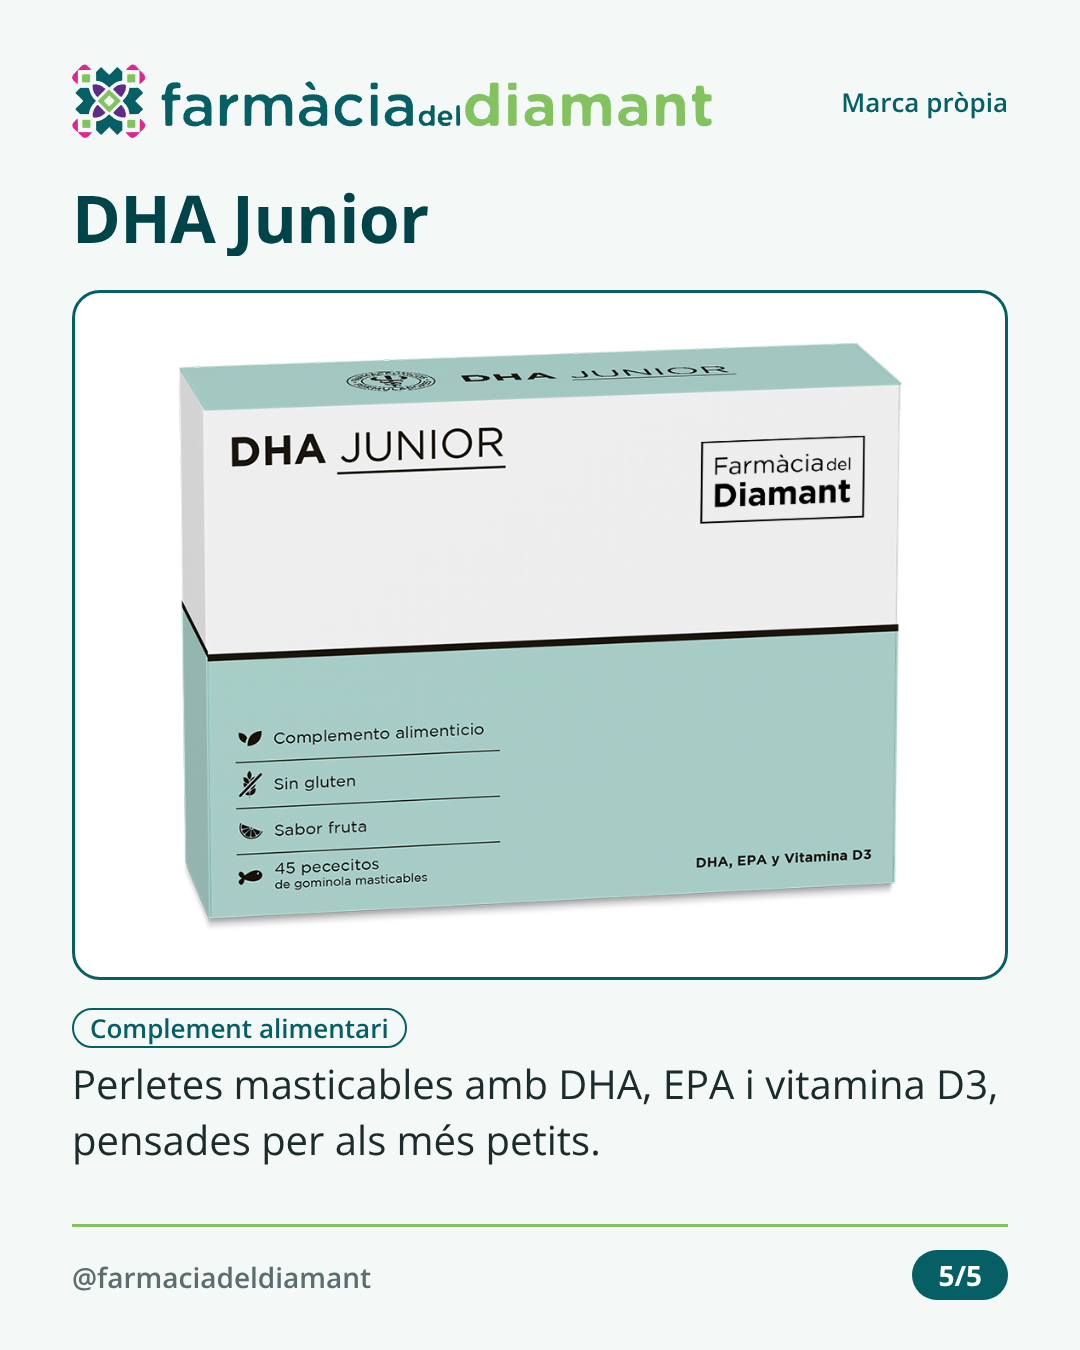 farmàciadeldiamant
Marca pròpia
DHA Junior
DHA JUNIOR
DHA JUNIOR
Farmàciadel
Diamant
Complemento alimenticio
Sin gluten
Sabor fruta
45 pececitos
de gominola masticables
DHA, EPA y Vitamina D3
Complement alimentari
Perletes masticables amb DHA, EPA i vitamina D3,
pensades per als més petits.
@farmaciadeldiamant
5/5